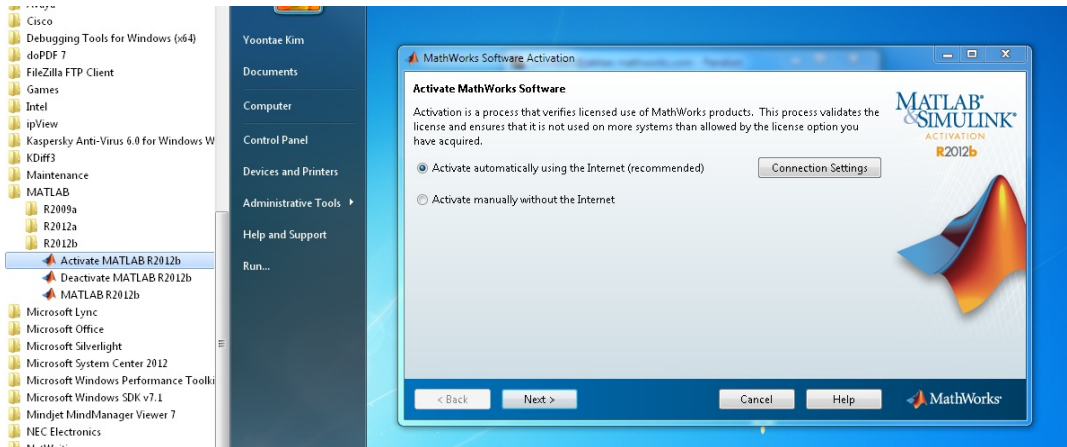 Cisco
Debugging Tools for Windows (x64)
doPDF 7
FileZilla FTP Client
Games
Intel
ipView
Kaspersky Anti-Virus 6.0 for Windows W
KDiff3
Maintenance
MATLAB
R2009a
R2012a
R2012b
Activate MATLAB R2012b
Deactivate MATLAB R2012b
MATLAB R2012b
Microsoft Lync
Microsoft Office
Microsoft Silverlight
Microsoft System Center 2012
Microsoft Windows Performance Toolki
Microsoft Windows SDK v7.1
Mindjet MindManager Viewer 7
NEC Electronics
Yoontae Kim
Documents
Computer
Control Panel
Devices and Printers
Administrative Tools
Help and Support
Run...
MathWorks Software Activation
Activate MathWorks Software
Activation is a process that verifies licensed use of MathWorks products. This process validates the
license and ensures that it is not used on more systems than allowed by the license option you
have acquired.
Activate automatically using the Internet (recommended)
Connection Settings
Activate manually without the Internet
MATLAB®
&SIMULINK®
ACTIVATION
R2012b
< Back
Next >
Cancel
Help
MathWorks®